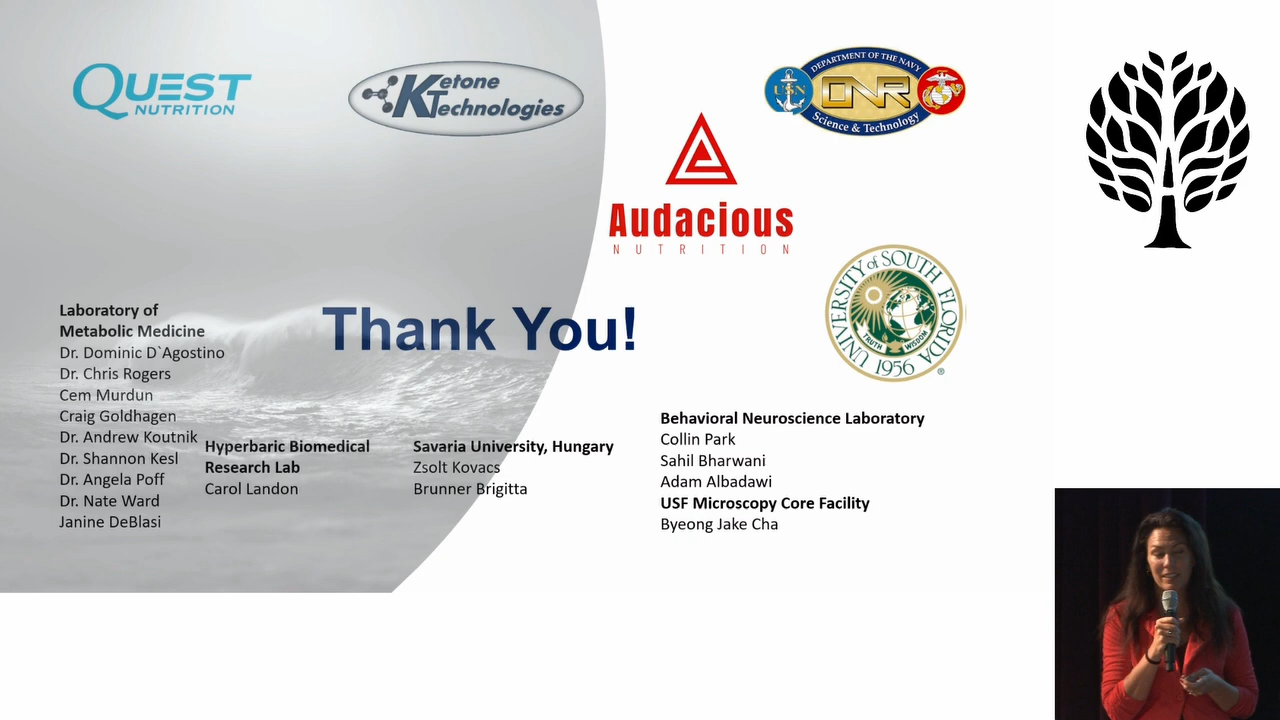 QUEST
NUTRITION
Ketone
Technologies
DEPARTMENT OF THE NAVY
USN
ONR
Science & Technology
Audacious
NUTRITION
UNIVERSITY of SOUTH FLORIDA
TRUTH WISDOM
1956
®
Thank You!
Laboratory of
Metabolic Medicine
Dr. Dominic D`Agostino
Dr. Chris Rogers
Cem Murdun
Craig Goldhagen
Dr. Andrew Koutnik
Dr. Shannon Kesl
Dr. Angela Poff
Dr. Nate Ward
Janine DeBlasi
Hyperbaric Biomedical
Research Lab
Carol Landon
Savaria University, Hungary
Zsolt Kovacs
Brunner Brigitta
Behavioral Neuroscience Laboratory
Collin Park
Sahil Bharwani
Adam Albadawi
USF Microscopy Core Facility
Byeong Jake Cha